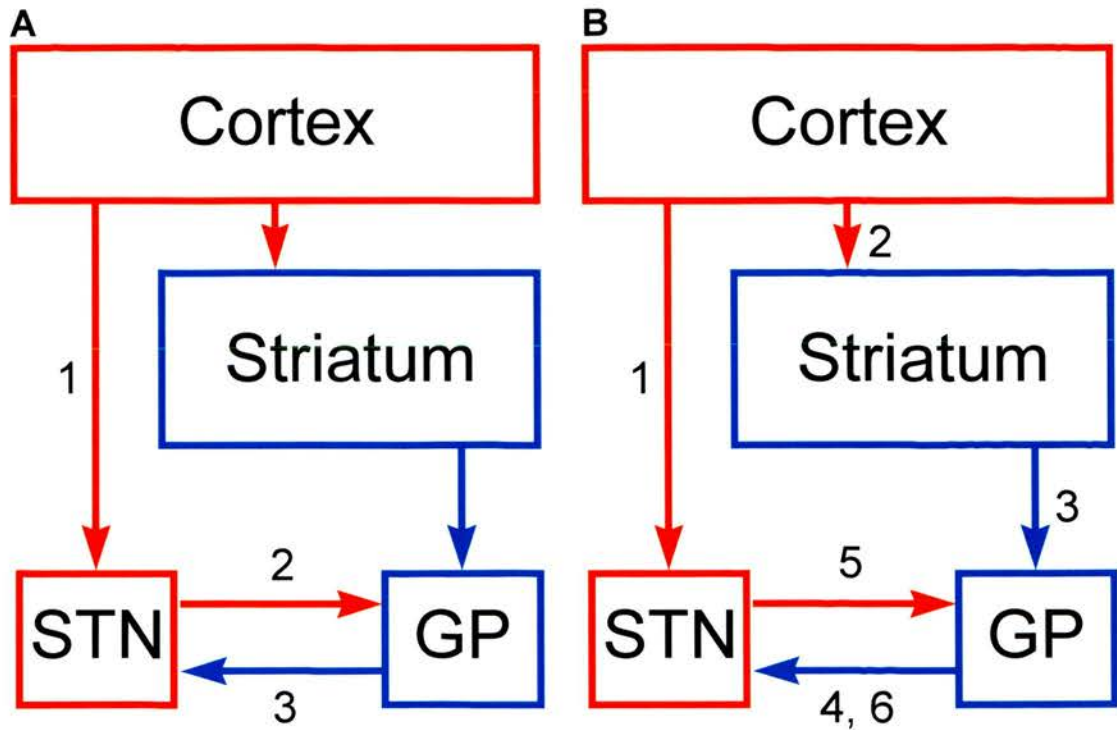 A
Cortex
Striatum
1
2
STN
GP
3
B
Cortex
2
Striatum
1
3
5
STN
GP
4, 6